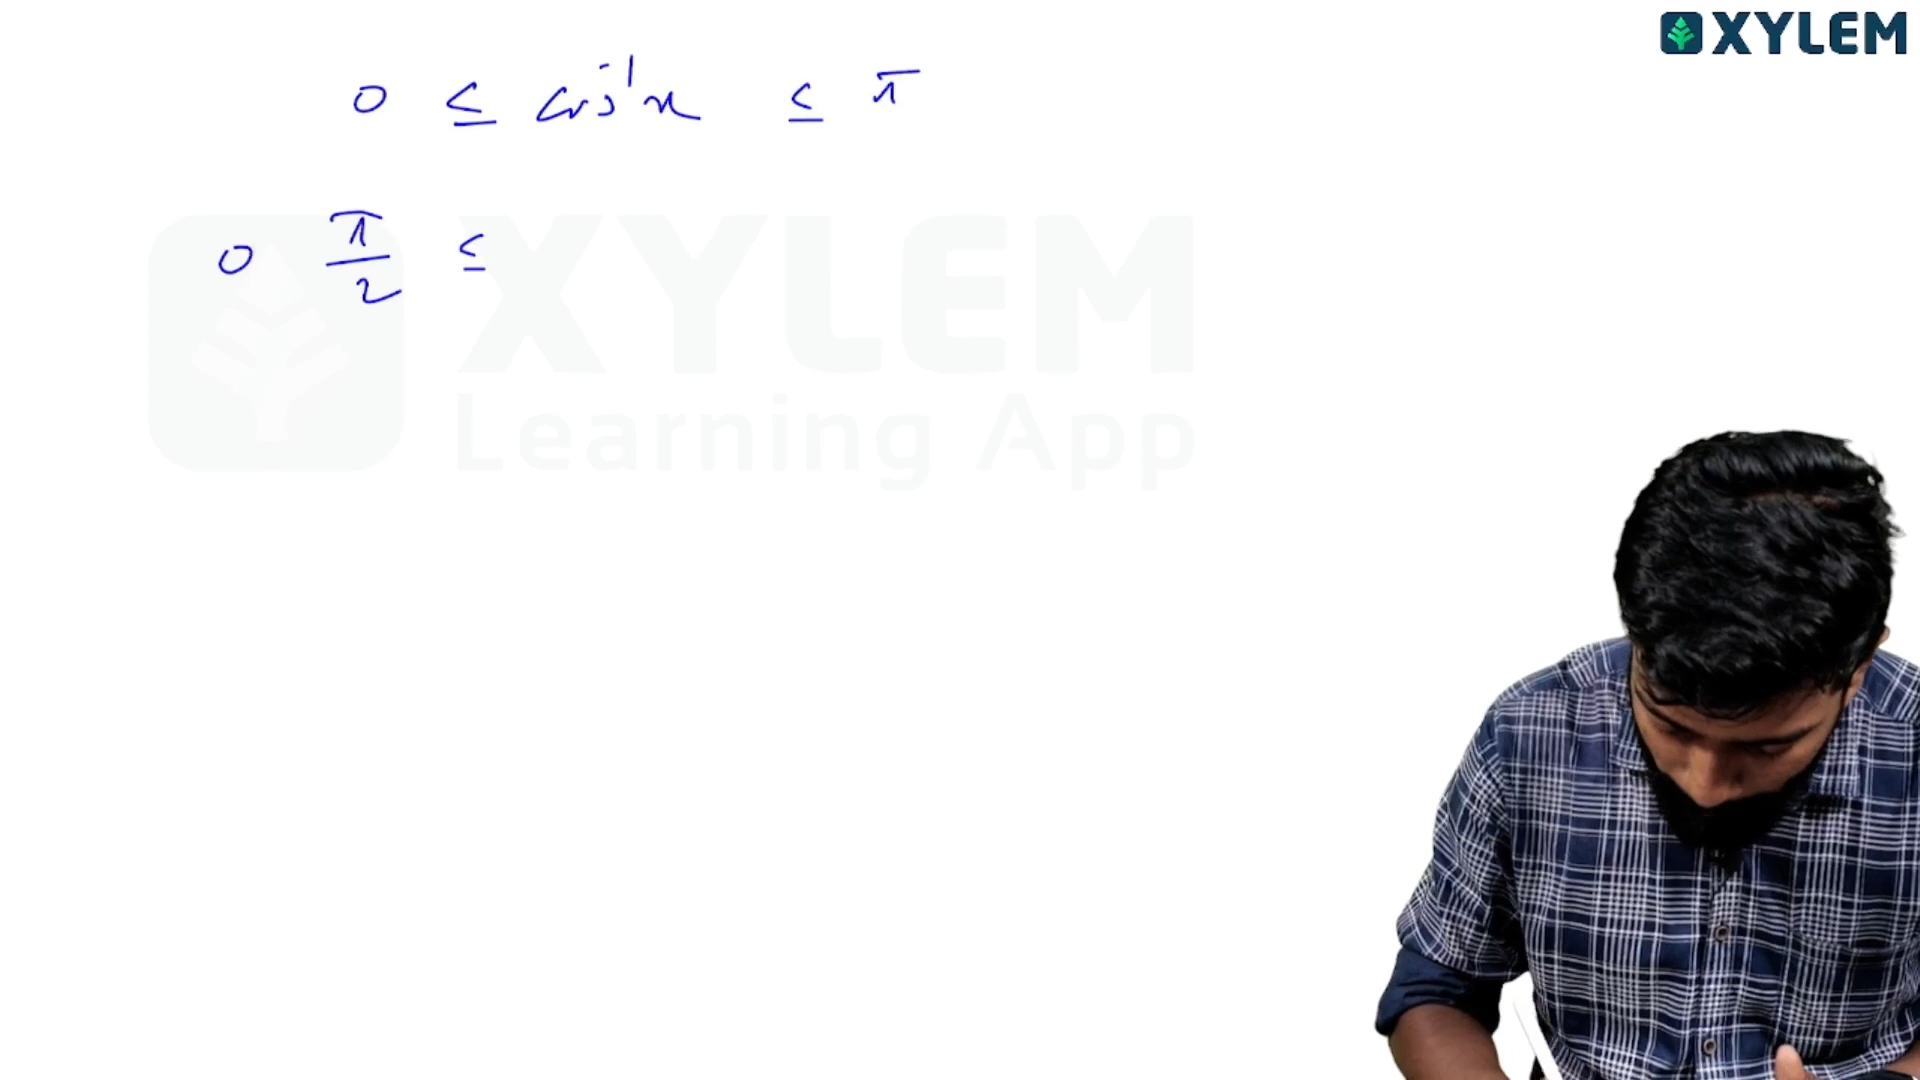 XYLEM
0 ≤ cos⁻¹x ≤ π
0 π/2 ≤
XYLEM
Learning App